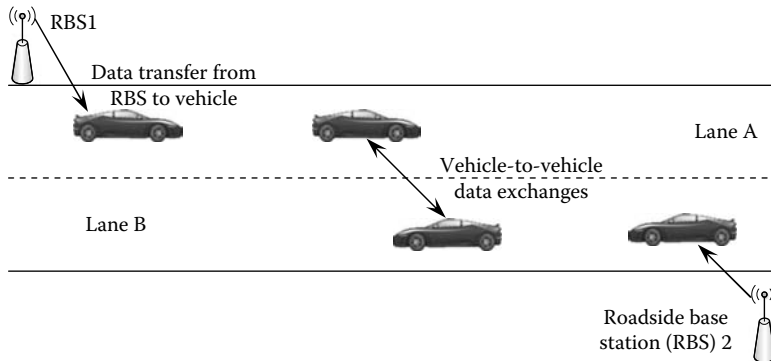 RBS1
Data transfer from
RBS to vehicle
Lane A
Vehicle-to-vehicle
data exchanges
Lane B
Roadside base
station (RBS) 2